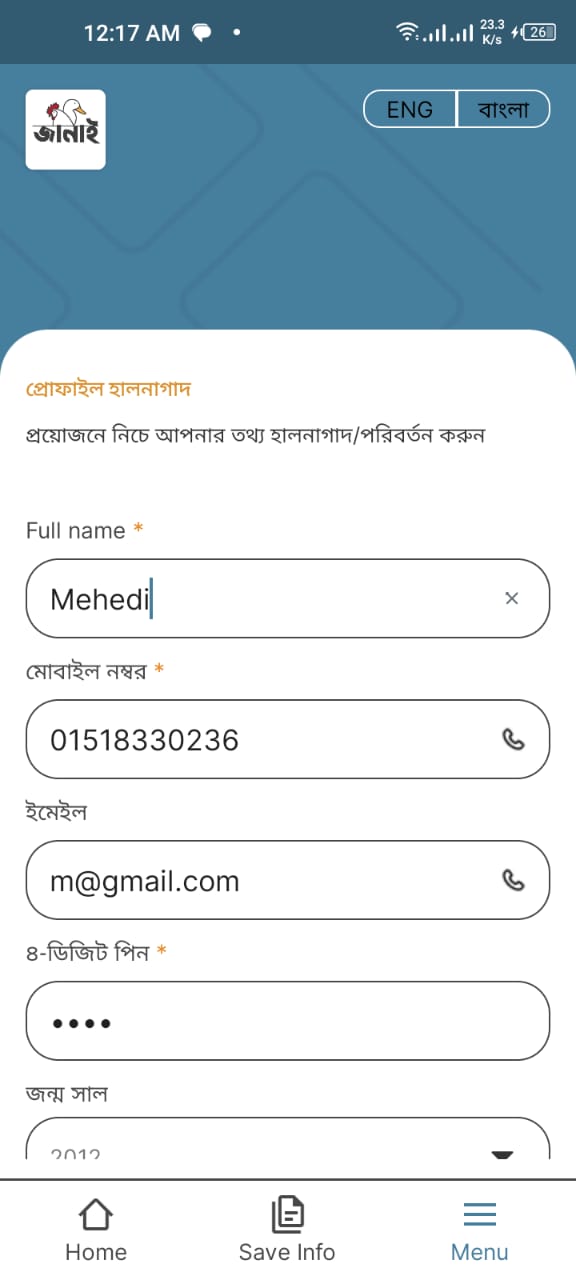 12:17 AM
23.3
K/s
26
জানাই
ENG
বাংলা
প্রোফাইল হালনাগাদ
প্রয়োজনে নিচে আপনার তথ্য হালনাগাদ/পরিবর্তন করুন
Full name *
Mehedi
মোবাইল নম্বর *
01518330236
ইমেইল
m@gmail.com
৪-ডিজিট পিন *
••••
জন্ম সাল
2012
Home
Save Info
Menu